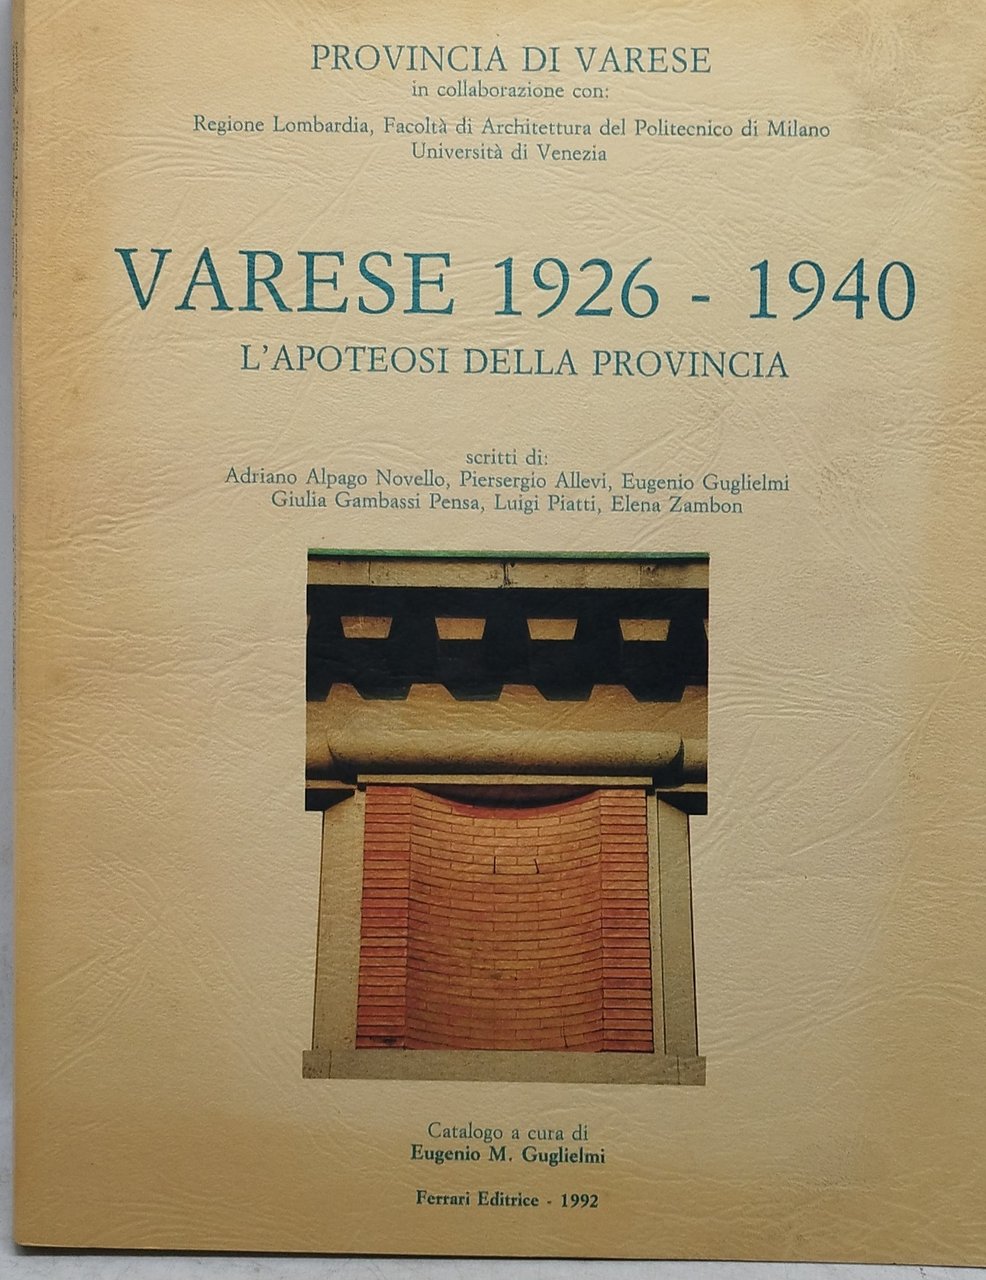 PROVINCIA DI VARESE
in collaborazione con:
Regione Lombardia, Facoltà di Architettura del Politecnico di Milano
Università di Venezia
VARESE 1926 - 1940
L'APOTEOSI DELLA PROVINCIA
scritti di:
Adriano Alpago Novello, Piersergio Allevi, Eugenio Guglielmi
Giulia Gambassi Pensa, Luigi Piatti, Elena Zambon
Catalogo a cura di
Eugenio M. Guglielmi
Ferrari Editrice - 1992